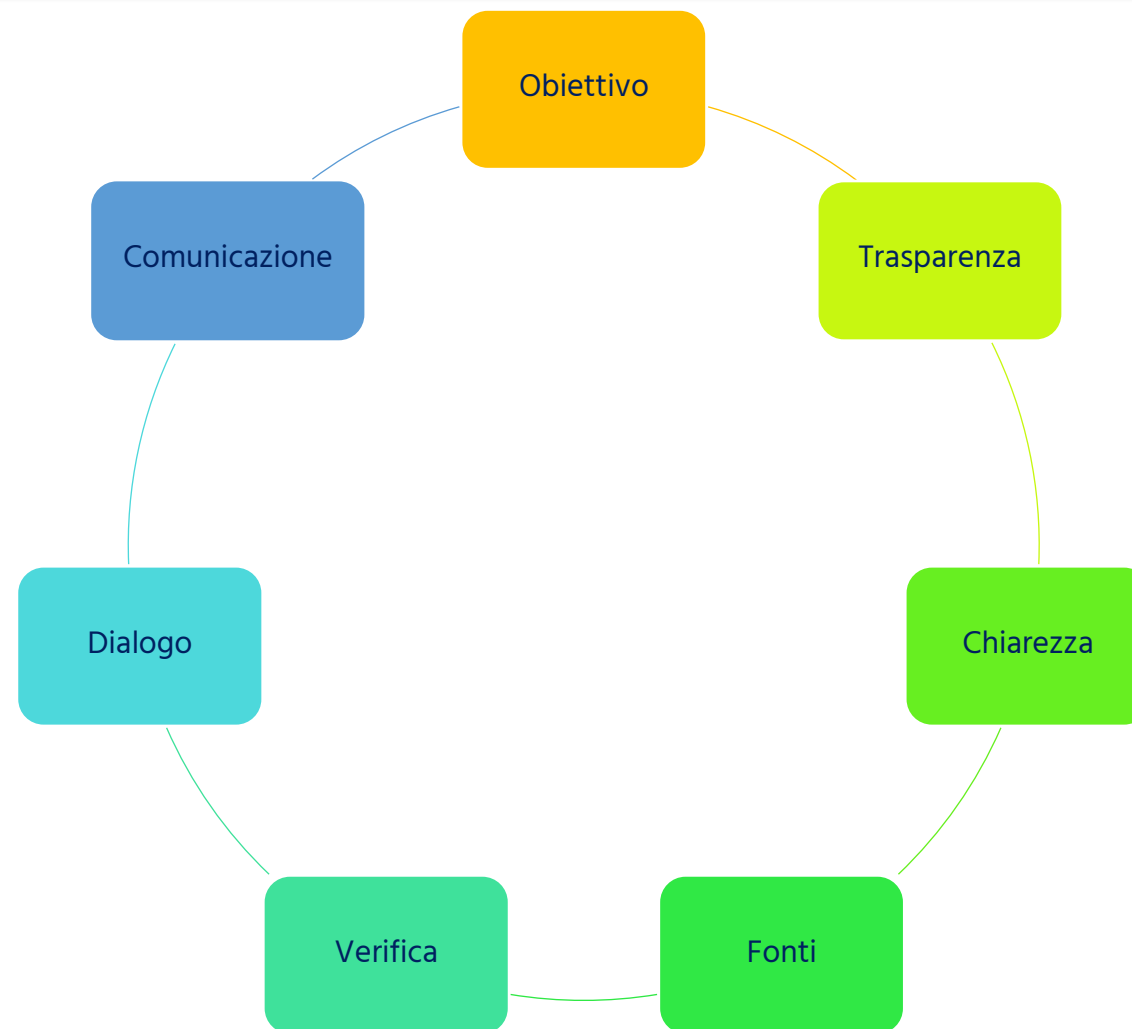 Obiettivo
Trasparenza
Chiarezza
Fonti
Verifica
Dialogo
Comunicazione